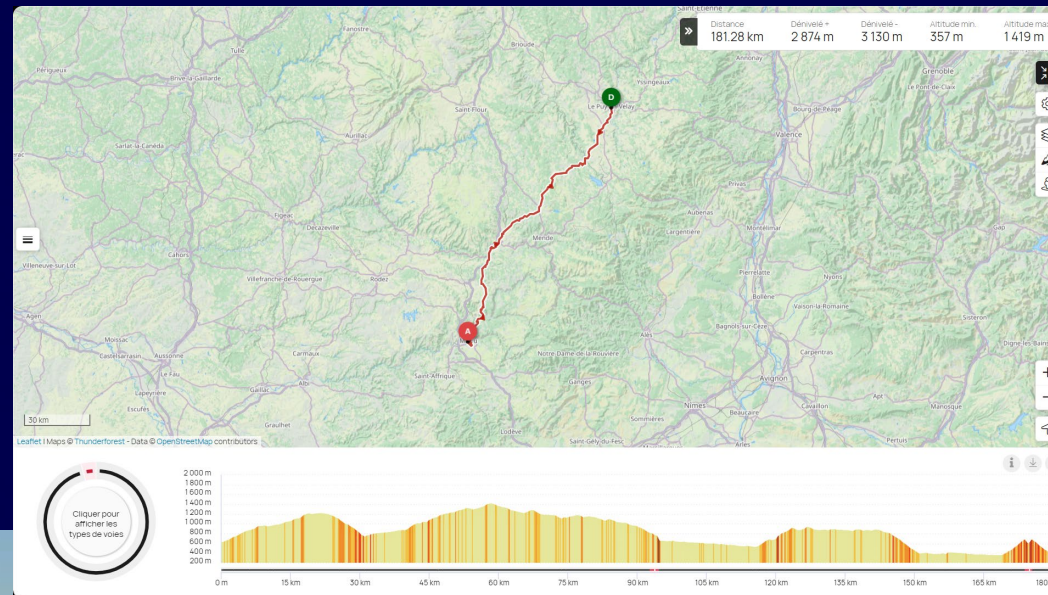 Saint-Étienne
Distance
181.28 km
Dénivelé +
2 874 m
Dénivelé -
3 130 m
Altitude min.
357 m
Altitude max
1 419 m
Fanostre
Tulle
Brioude
Annonay
Grenoble
Le Pont-de-Claix
Périgueux
Brive-la-Gaillarde
Yssingeaux
D
Le Puy-en-Velay
Saint-Flour
Bourg-de-Péage
Valence
Aurillac
Sarlat-la-Canéda
Privas
Figeac
Aubenas
Decazeville
Largentière
Montélimar
Gap
Mende
Cahors
Villeneuve-sur-Lot
Villefranche-de-Rouergue
Rodez
Pierrelatte
Nyons
Bollène
Vaison-la-Romaine
Agen
Sisteron
A
Bagnols-sur-Cèze
Moissac
Alès
Digne-les-Bains
Castelsarrasin
Aussonne
Carmaux
Notre-Dame-de-la-Rouvière
Carpentras
Le Fau
Saint-Affrique
Lapeyrière
Gaillac
Albi
Ganges
Avignon
Apt
Escufés
Nîmes
Cavaillon
Manosque
30 km
Graulhet
Sommières
Beaucaire
Lodève
Saint-Gély-du-Fesc
Pertuis
Leaflet | Maps © Thunderforest - Data © OpenStreetMap contributors
Cliquer pour
afficher les
types de voies
2 000 m
1 800 m
1 600 m
1 400 m
1 200 m
1 000 m
800 m
600 m
400 m
200 m
0 m
15 km
30 km
45 km
60 km
75 km
90 km
105 km
120 km
135 km
150 km
165 km
180